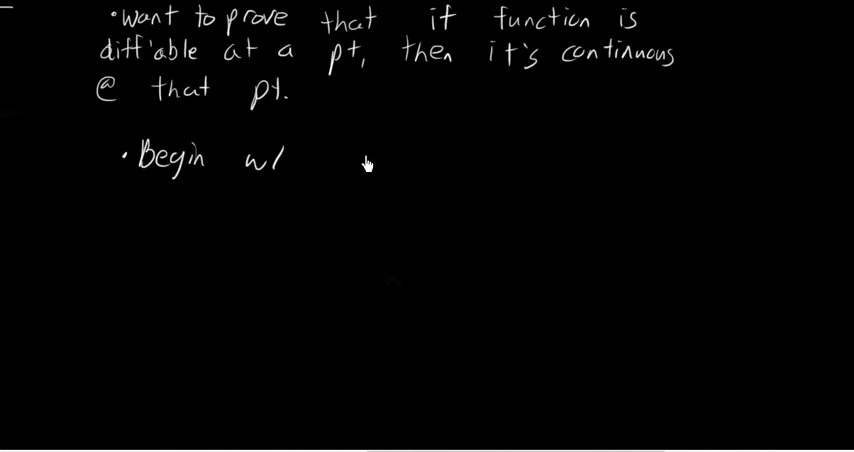 • want to prove that if function is
diff'able at a pt, then it's continuous
@ that pt.
• Begin w/